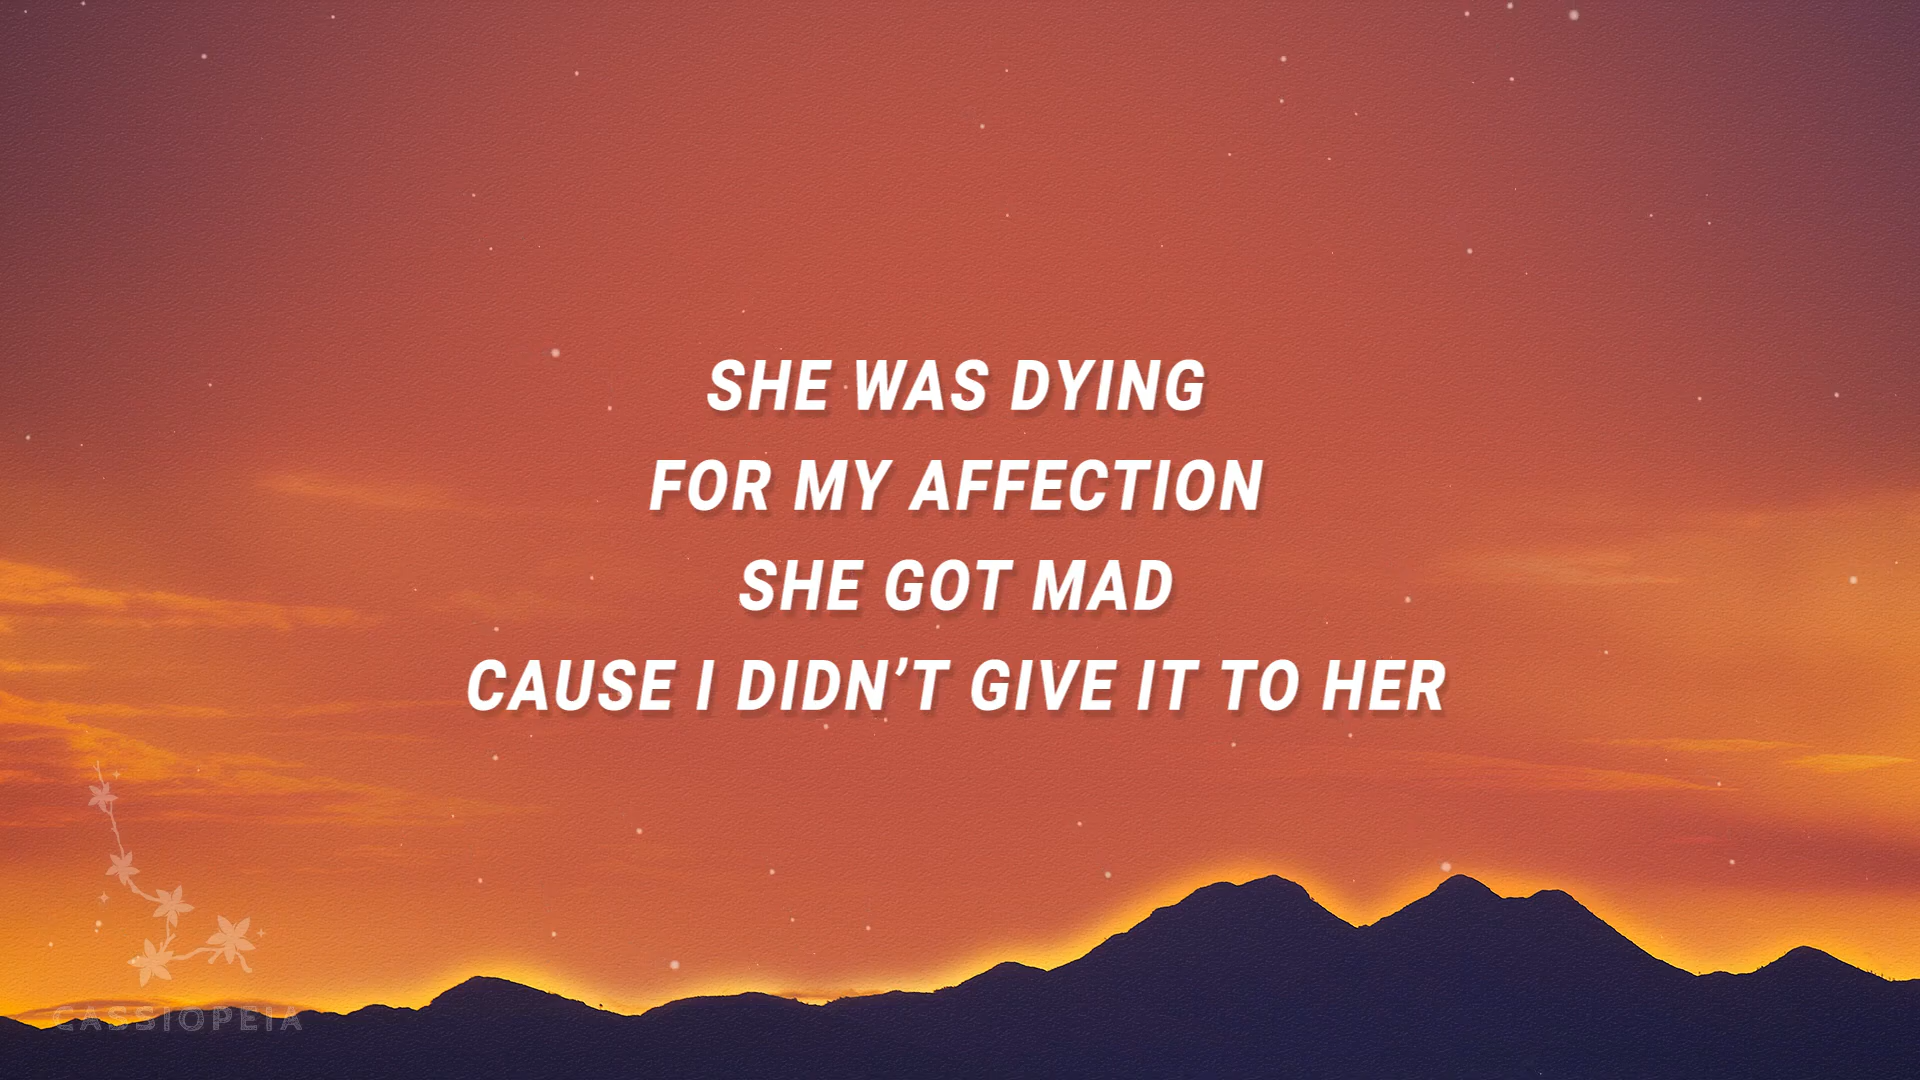 SHE WAS DYING
FOR MY AFFECTION
SHE GOT MAD
CAUSE I DIDN’T GIVE IT TO HER
CASSIOPEIA